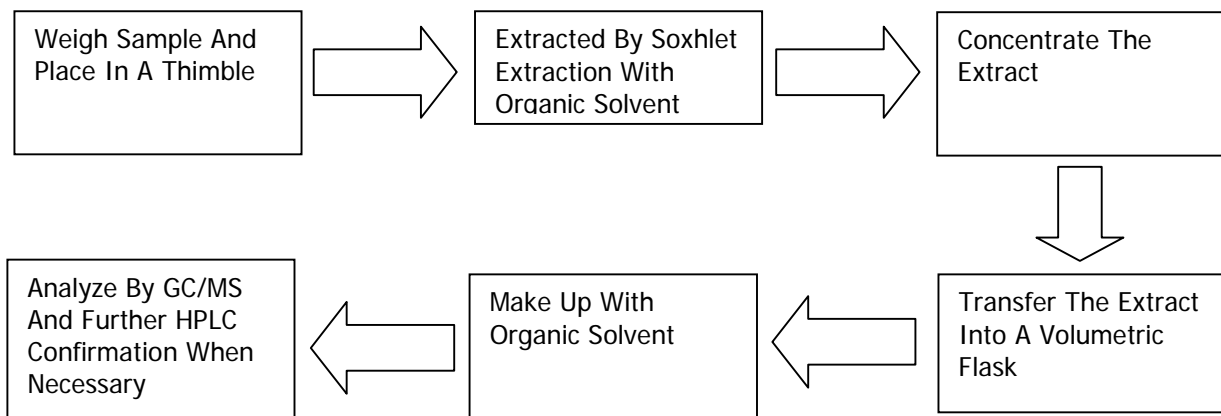 Weigh Sample And
Place In A Thimble
Extracted By Soxhlet
Extraction With
Organic Solvent
Concentrate The
Extract
Transfer The Extract
Into A Volumetric
Flask
Make Up With
Organic Solvent
Analyze By GC/MS
And Further HPLC
Confirmation When
Necessary